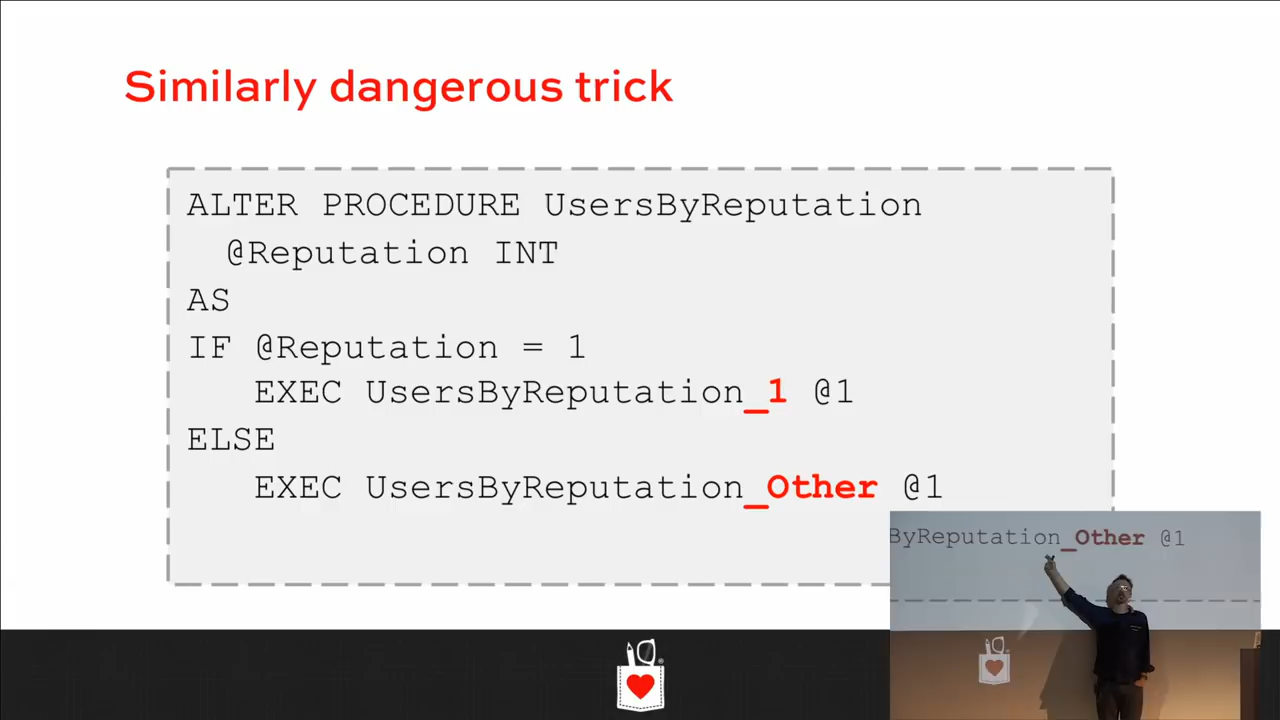 Similarly dangerous trick
ALTER PROCEDURE UsersByReputation
@Reputation INT
AS
IF @Reputation = 1
EXEC UsersByReputation_1 @1
ELSE
EXEC UsersByReputation_Other @1
ByReputation_Other @1